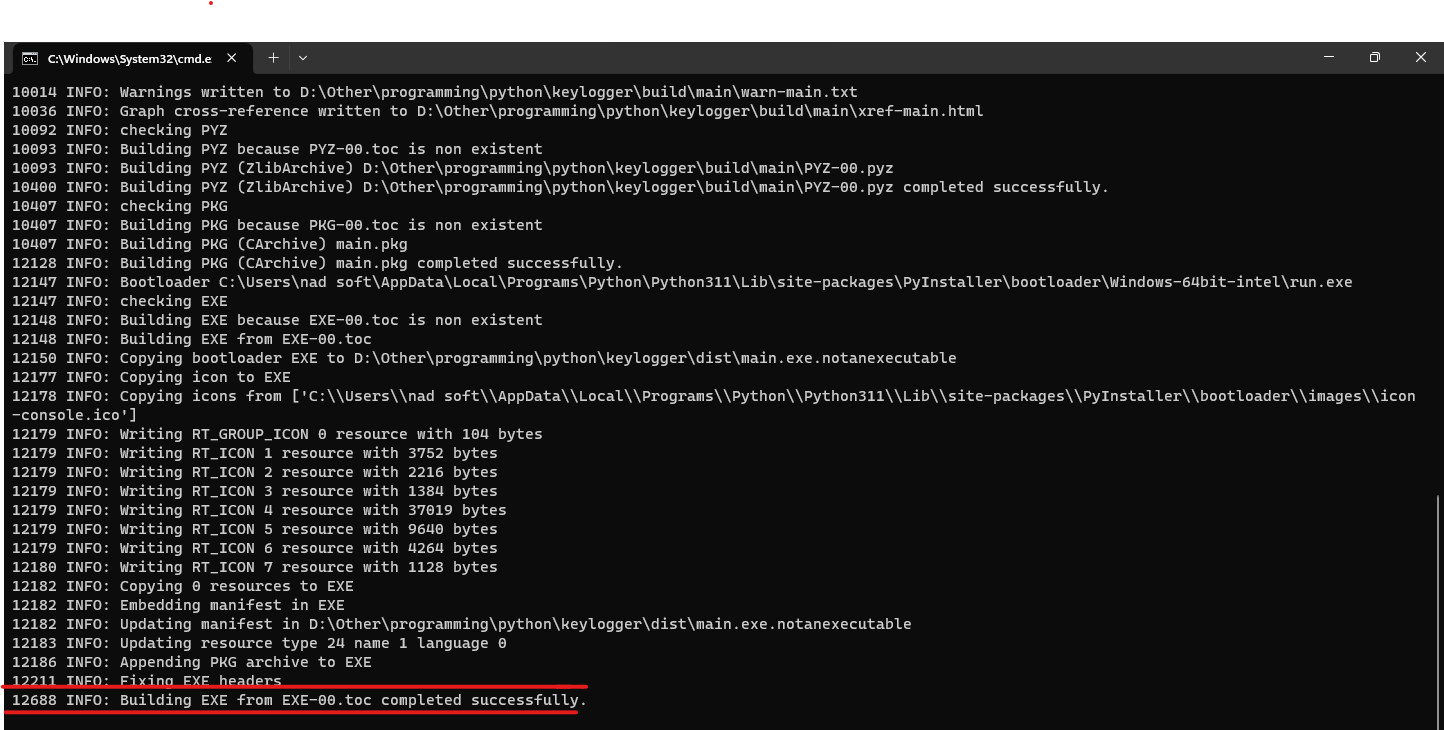 C:\Windows\System32\cmd.e
10014 INFO: Warnings written to D:\Other\programming\python\keylogger\build\main\warn-main.txt
10036 INFO: Graph cross-reference written to D:\Other\programming\python\keylogger\build\main\xref-main.html
10092 INFO: checking PYZ
10093 INFO: Building PYZ because PYZ-00.toc is non existent
10093 INFO: Building PYZ (ZlibArchive) D:\Other\programming\python\keylogger\build\main\PYZ-00.pyz
10400 INFO: Building PYZ (ZlibArchive) D:\Other\programming\python\keylogger\build\main\PYZ-00.pyz completed successfully.
10407 INFO: checking PKG
10407 INFO: Building PKG because PKG-00.toc is non existent
10407 INFO: Building PKG (CArchive) main.pkg
12128 INFO: Building PKG (CArchive) main.pkg completed successfully.
12147 INFO: Bootloader C:\Users\nad soft\AppData\Local\Programs\Python\Python311\Lib\site-packages\PyInstaller\bootloader\Windows-64bit-intel\run.exe
12147 INFO: checking EXE
12148 INFO: Building EXE because EXE-00.toc is non existent
12148 INFO: Building EXE from EXE-00.toc
12150 INFO: Copying bootloader EXE to D:\Other\programming\python\keylogger\dist\main.exe.notanexecutable
12177 INFO: Copying icon to EXE
12178 INFO: Copying icons from ['C:\\Users\\nad soft\\AppData\\Local\\Programs\\Python\\Python311\\Lib\\site-packages\\PyInstaller\\bootloader\\images\\icon
-console.ico']
12179 INFO: Writing RT_GROUP_ICON 0 resource with 104 bytes
12179 INFO: Writing RT_ICON 1 resource with 3752 bytes
12179 INFO: Writing RT_ICON 2 resource with 2216 bytes
12179 INFO: Writing RT_ICON 3 resource with 1384 bytes
12179 INFO: Writing RT_ICON 4 resource with 37019 bytes
12179 INFO: Writing RT_ICON 5 resource with 9640 bytes
12179 INFO: Writing RT_ICON 6 resource with 4264 bytes
12180 INFO: Writing RT_ICON 7 resource with 1128 bytes
12182 INFO: Copying 0 resources to EXE
12182 INFO: Embedding manifest in EXE
12182 INFO: Updating manifest in D:\Other\programming\python\keylogger\dist\main.exe.notanexecutable
12183 INFO: Updating resource type 24 name 1 language 0
12186 INFO: Appending PKG archive to EXE
12211 INFO: Fixing EXE headers
12688 INFO: Building EXE from EXE-00.toc completed successfully.